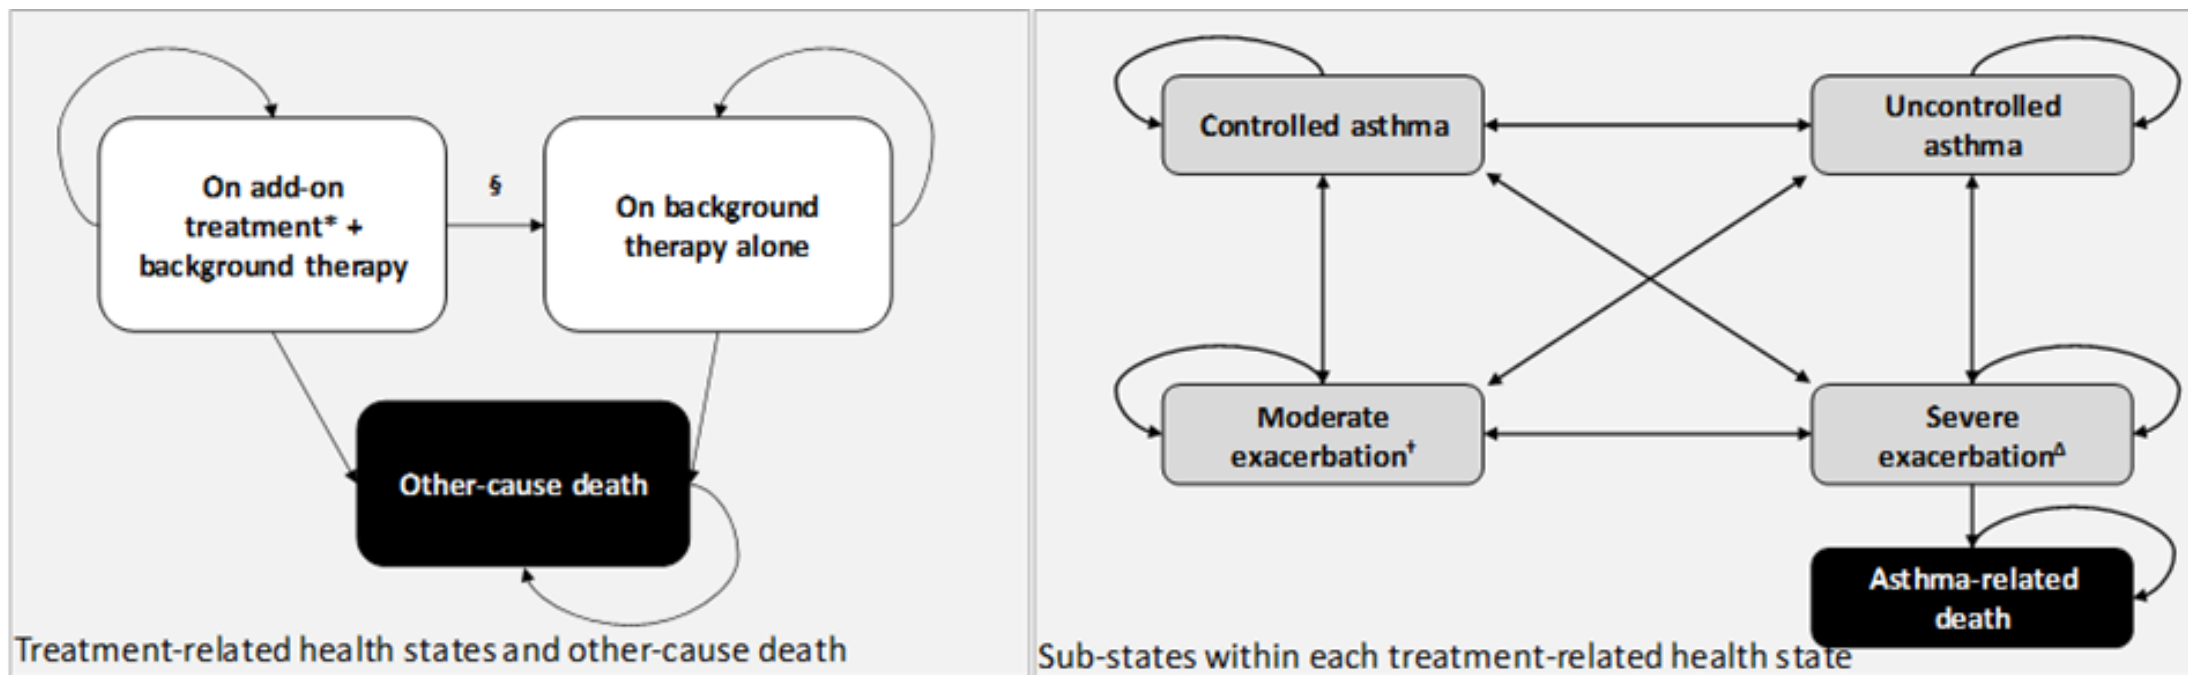 On add-on
treatment* +
background therapy
§
On background
therapy alone
Other-cause death
Treatment-related health states and other-cause death
Controlled asthma
Uncontrolled
asthma
Moderate
exacerbation†
Severe
exacerbationΔ
Asthma-related
death
Sub-states within each treatment-related health state